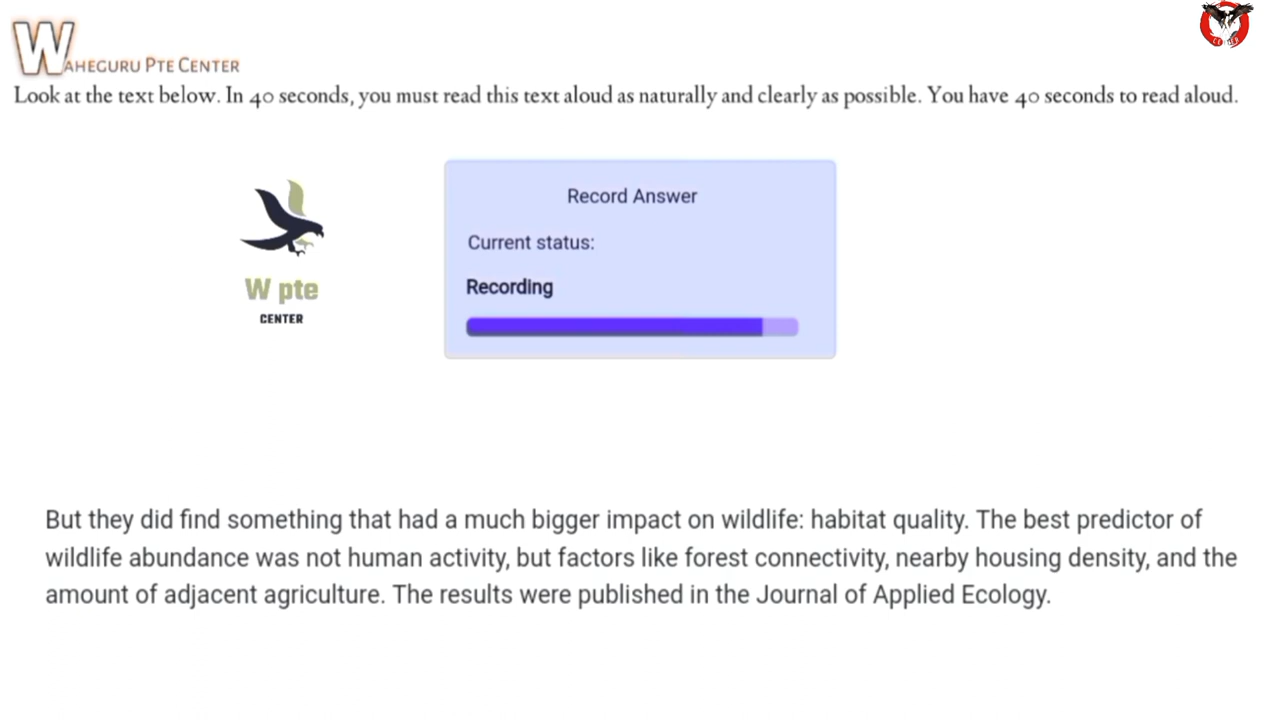 WAHEGURU PTE CENTER
Look at the text below. In 40 seconds, you must read this text aloud as naturally and clearly as possible. You have 40 seconds to read aloud.
Record Answer
Current status:
Recording
W pte
CENTER
But they did find something that had a much bigger impact on wildlife: habitat quality. The best predictor of
wildlife abundance was not human activity, but factors like forest connectivity, nearby housing density, and the
amount of adjacent agriculture. The results were published in the Journal of Applied Ecology.